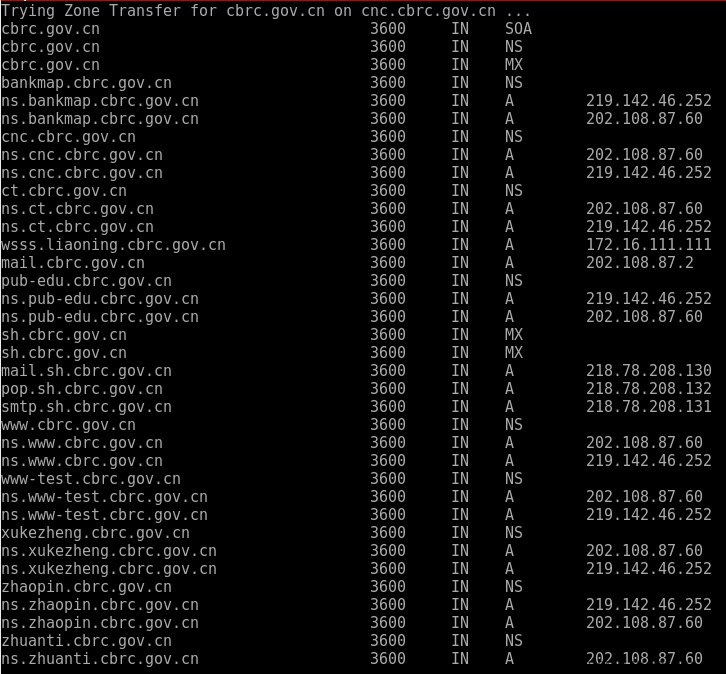 Trying Zone Transfer for cbrc.gov.cn on cnc.cbrc.gov.cn ...
cbrc.gov.cn 3600 IN SOA
cbrc.gov.cn 3600 IN NS
cbrc.gov.cn 3600 IN MX
bankmap.cbrc.gov.cn 3600 IN NS
ns.bankmap.cbrc.gov.cn 3600 IN A 219.142.46.252
ns.bankmap.cbrc.gov.cn 3600 IN A 202.108.87.60
cnc.cbrc.gov.cn 3600 IN NS
ns.cnc.cbrc.gov.cn 3600 IN A 202.108.87.60
ns.cnc.cbrc.gov.cn 3600 IN A 219.142.46.252
ct.cbrc.gov.cn 3600 IN NS
ns.ct.cbrc.gov.cn 3600 IN A 202.108.87.60
ns.ct.cbrc.gov.cn 3600 IN A 219.142.46.252
wsss.liaoning.cbrc.gov.cn 3600 IN A 172.16.111.111
mail.cbrc.gov.cn 3600 IN A 202.108.87.2
pub-edu.cbrc.gov.cn 3600 IN NS
ns.pub-edu.cbrc.gov.cn 3600 IN A 219.142.46.252
ns.pub-edu.cbrc.gov.cn 3600 IN A 202.108.87.60
sh.cbrc.gov.cn 3600 IN MX
sh.cbrc.gov.cn 3600 IN MX
mail.sh.cbrc.gov.cn 3600 IN A 218.78.208.130
pop.sh.cbrc.gov.cn 3600 IN A 218.78.208.132
smtp.sh.cbrc.gov.cn 3600 IN A 218.78.208.131
www.cbrc.gov.cn 3600 IN NS
ns.www.cbrc.gov.cn 3600 IN A 202.108.87.60
ns.www.cbrc.gov.cn 3600 IN A 219.142.46.252
www-test.cbrc.gov.cn 3600 IN NS
ns.www-test.cbrc.gov.cn 3600 IN A 202.108.87.60
ns.www-test.cbrc.gov.cn 3600 IN A 219.142.46.252
xukezheng.cbrc.gov.cn 3600 IN NS
ns.xukezheng.cbrc.gov.cn 3600 IN A 202.108.87.60
ns.xukezheng.cbrc.gov.cn 3600 IN A 219.142.46.252
zhaopin.cbrc.gov.cn 3600 IN NS
ns.zhaopin.cbrc.gov.cn 3600 IN A 219.142.46.252
ns.zhaopin.cbrc.gov.cn 3600 IN A 202.108.87.60
zhuanti.cbrc.gov.cn 3600 IN NS
ns.zhuanti.cbrc.gov.cn 3600 IN A 202.108.87.60